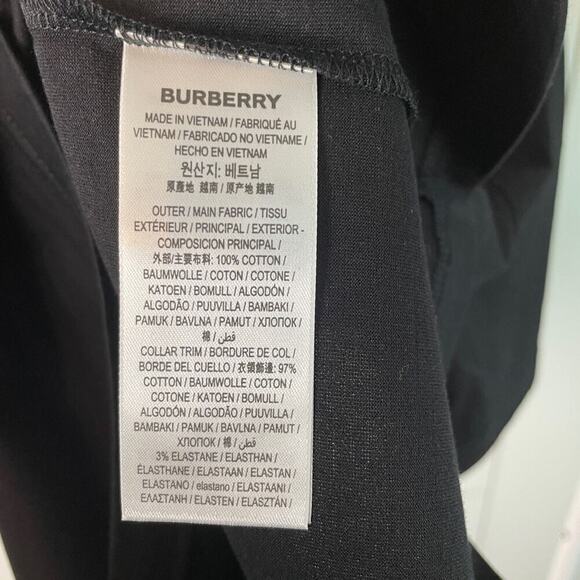 BURBERRY
MADE IN VIETNAM / FABRIQUÉ AU
VIETNAM / FABRICADO NO VIETNAME /
HECHO EN VIETNAM
원산지: 베트남
原產地 越南 / 原产地 越南
OUTER / MAIN FABRIC / TISSU
EXTÉRIEUR / PRINCIPAL / EXTERIOR -
COMPOSICIÓN PRINCIPAL /
外部/主要布料: 100% COTTON /
BAUMWOLLE / COTON / COTONE /
KATOEN / BOMULL / ALGODÓN /
ALGODÃO / PUUVILLA / BAMBAKI /
PAMUK / BAVLNA / PAMUT / ХЛОПОК /
棉 / قطن /
COLLAR TRIM / BORDURE DE COL /
BORDE DEL CUELLO / 衣領飾邊: 97%
COTTON / BAUMWOLLE / COTON /
COTONE / KATOEN / BOMULL /
ALGODÓN / ALGODÃO / PUUVILLA /
BAMBAKI / PAMUK / BAVLNA / PAMUT /
ХЛОПОК / 棉 / قطن /
3% ELASTANE / ELASTHAN /
ÉLASTHANE / ELASTAAN / ELASTAN /
ELASTANO / elastano / ELASTAANI /
ΕΛΑΣΤΑΝΗ / ELASTEN / ELASZTÁN /